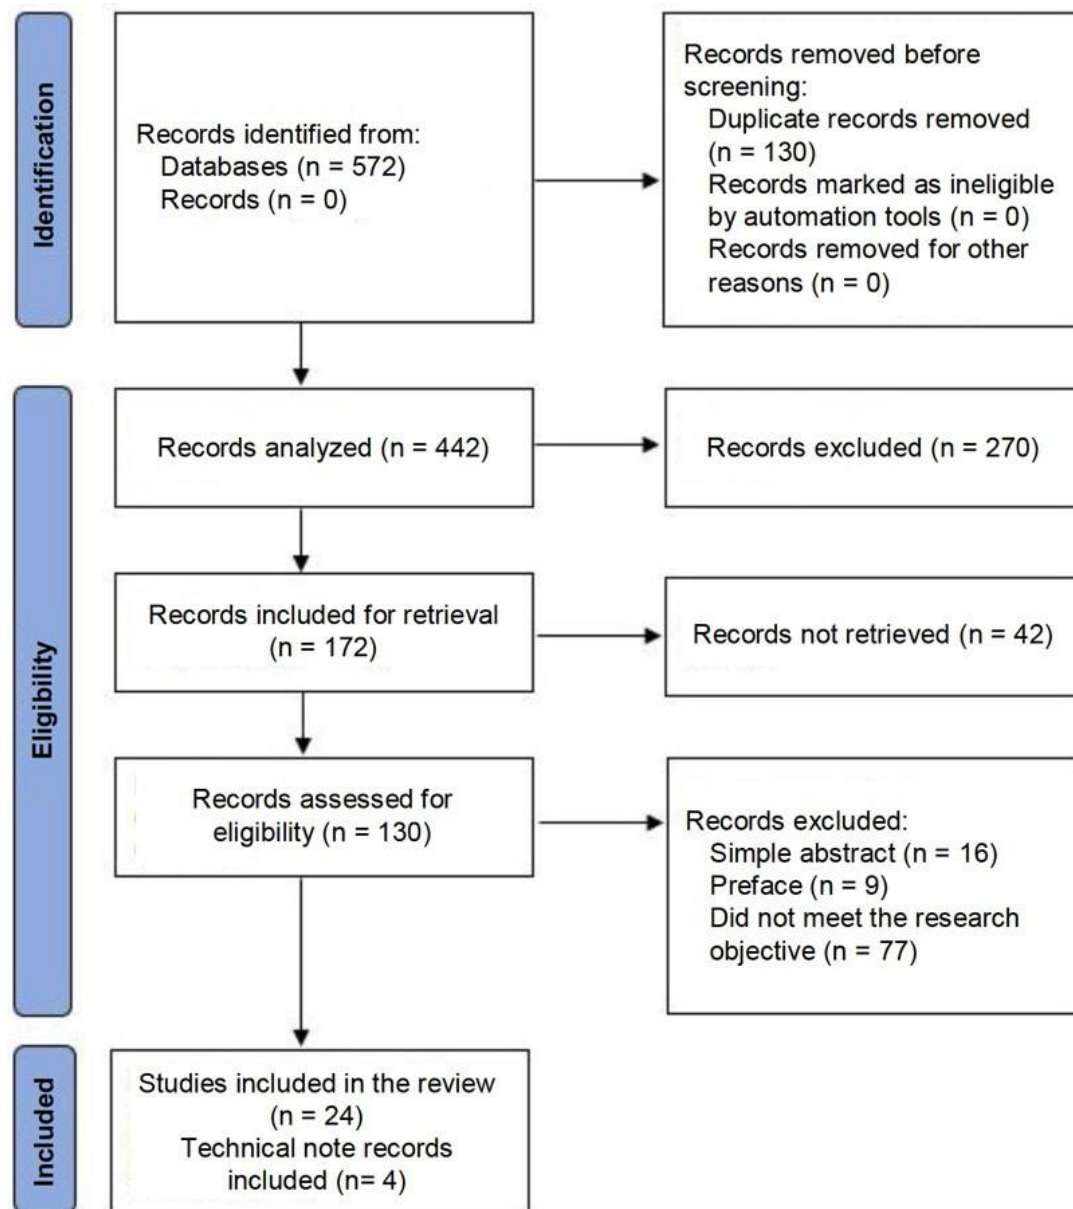 Identification
Records identified from:
Databases (n = 572)
Records (n = 0)
Records removed before
screening:
Duplicate records removed
(n = 130)
Records marked as ineligible
by automation tools (n = 0)
Records removed for other
reasons (n = 0)
Eligibility
Records analyzed (n = 442)
Records excluded (n = 270)
Records included for retrieval
(n = 172)
Records not retrieved (n = 42)
Records assessed for
eligibility (n = 130)
Records excluded:
Simple abstract (n = 16)
Preface (n = 9)
Did not meet the research
objective (n = 77)
Included
Studies included in the review
(n = 24)
Technical note records
included (n= 4)